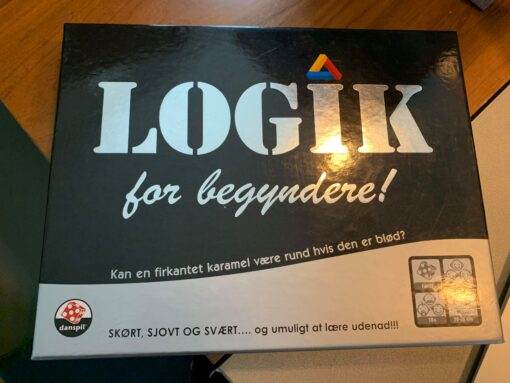 LOGIK
for begyndere!
Kan en firkantet karamel være rund hvis den er blød?
danspil
SKØRT, SJOVT OG SVÆRT.... og umuligt at lære udenad!!!